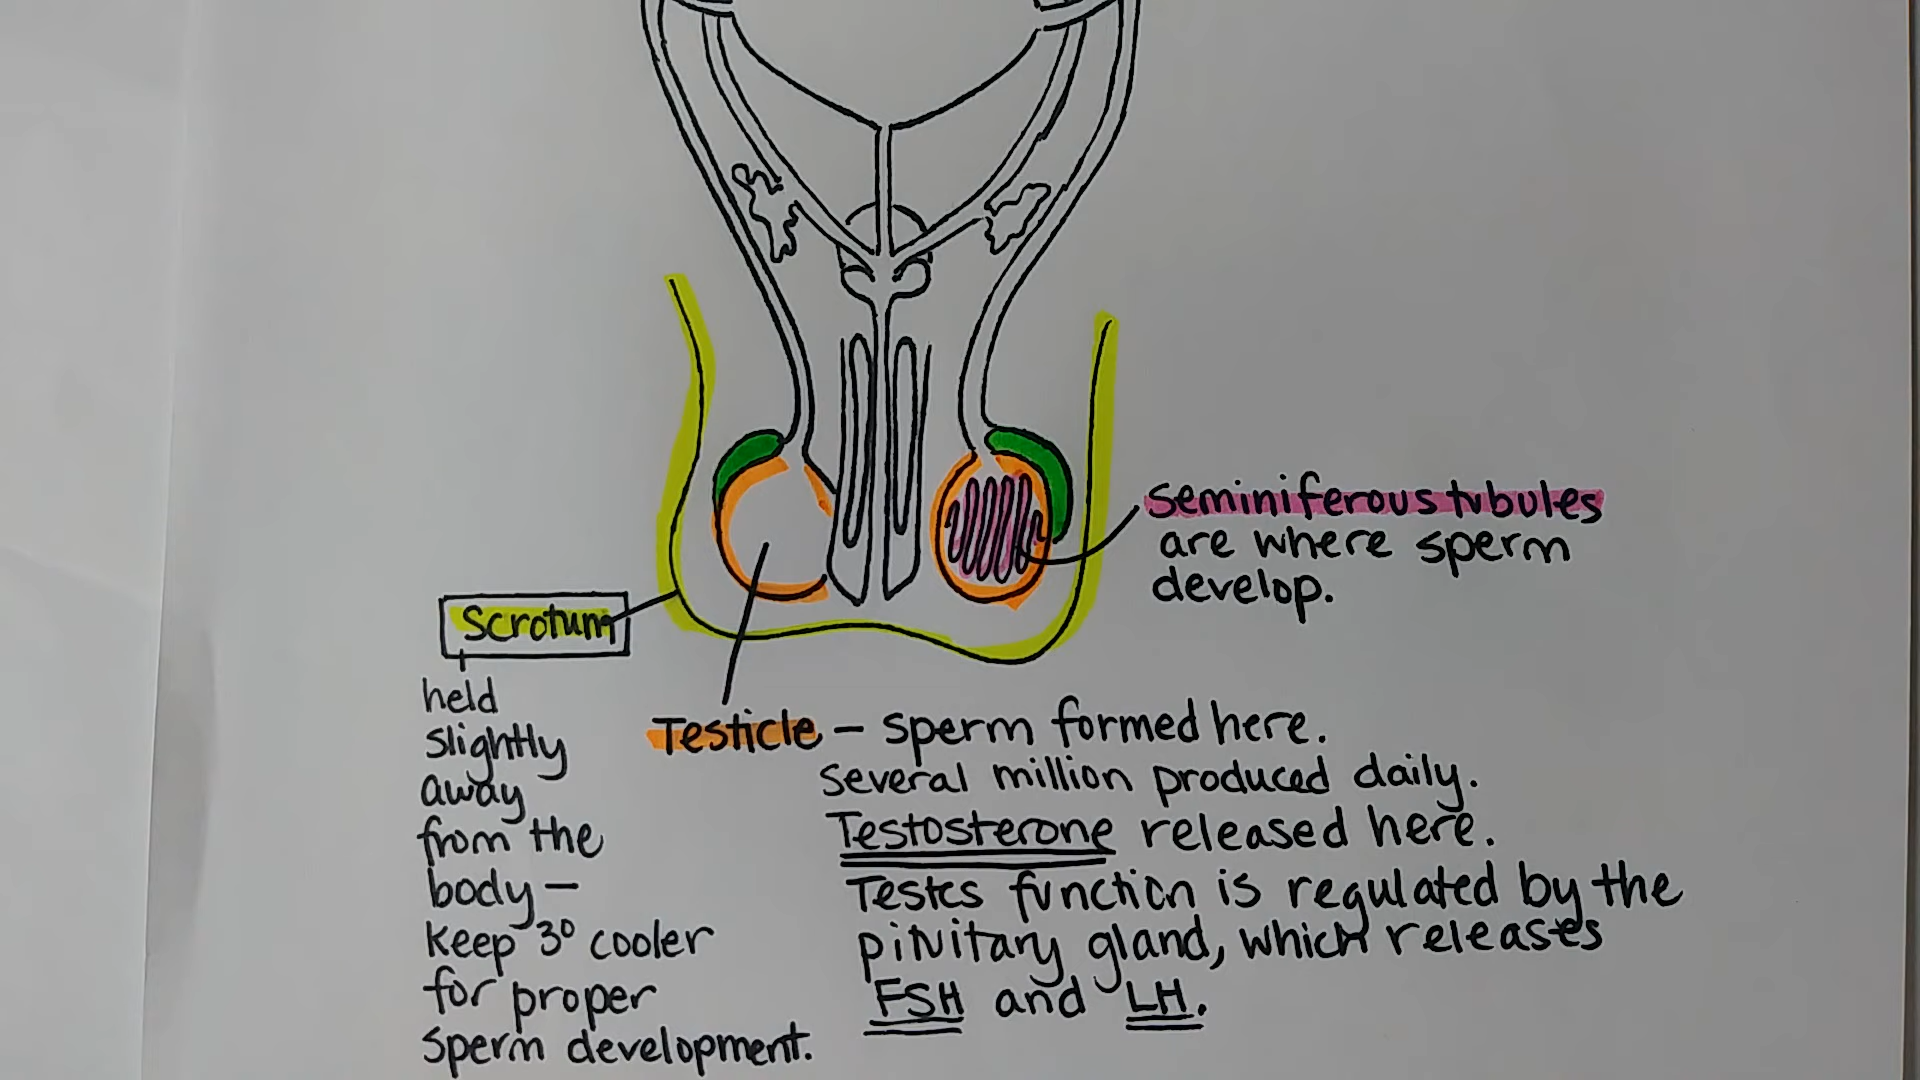 Seminiferous tubules
are where sperm
develop.
Scrotum
held
slightly
away
from the
body-
keep 3° cooler
for proper
sperm development.
Testicle - sperm formed here.
Several million produced daily.
Testosterone released here.
Testes function is regulated by the
pituitary gland, which releases
FSH and LH.